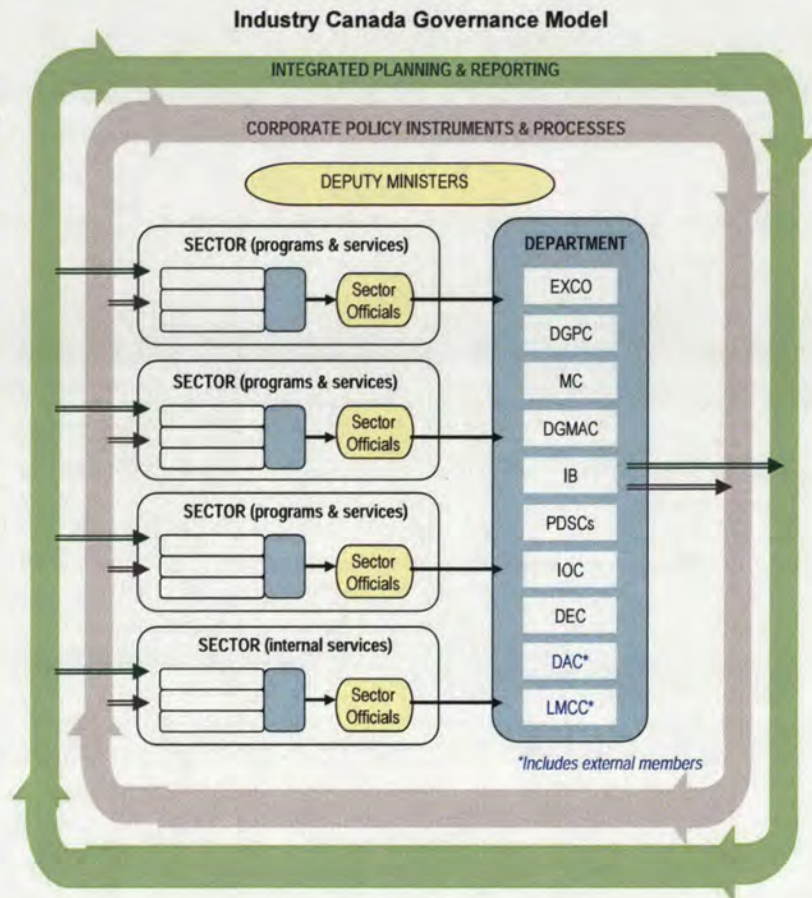 Industry Canada Governance Model
INTEGRATED PLANNING & REPORTING
CORPORATE POLICY INSTRUMENTS & PROCESSES
DEPUTY MINISTERS
SECTOR (programs & services)
Sector
Officials
SECTOR (programs & services)
Sector
Officials
SECTOR (programs & services)
Sector
Officials
SECTOR (internal services)
Sector
Officials
DEPARTMENT
EXCO
DGPC
MC
DGMAC
IB
PDSCs
IOC
DEC
DAC*
LMCC*
*Includes external members